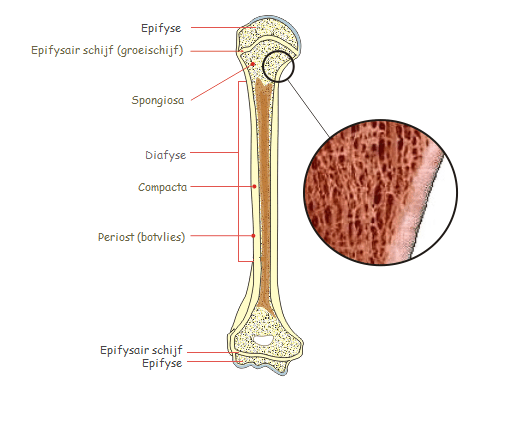 Epifyse
Epifysair schijf (groeischijf)
Spongiosa
Diafyse
Compacta
Periost (botvlies)
Epifysair schijf
Epifyse